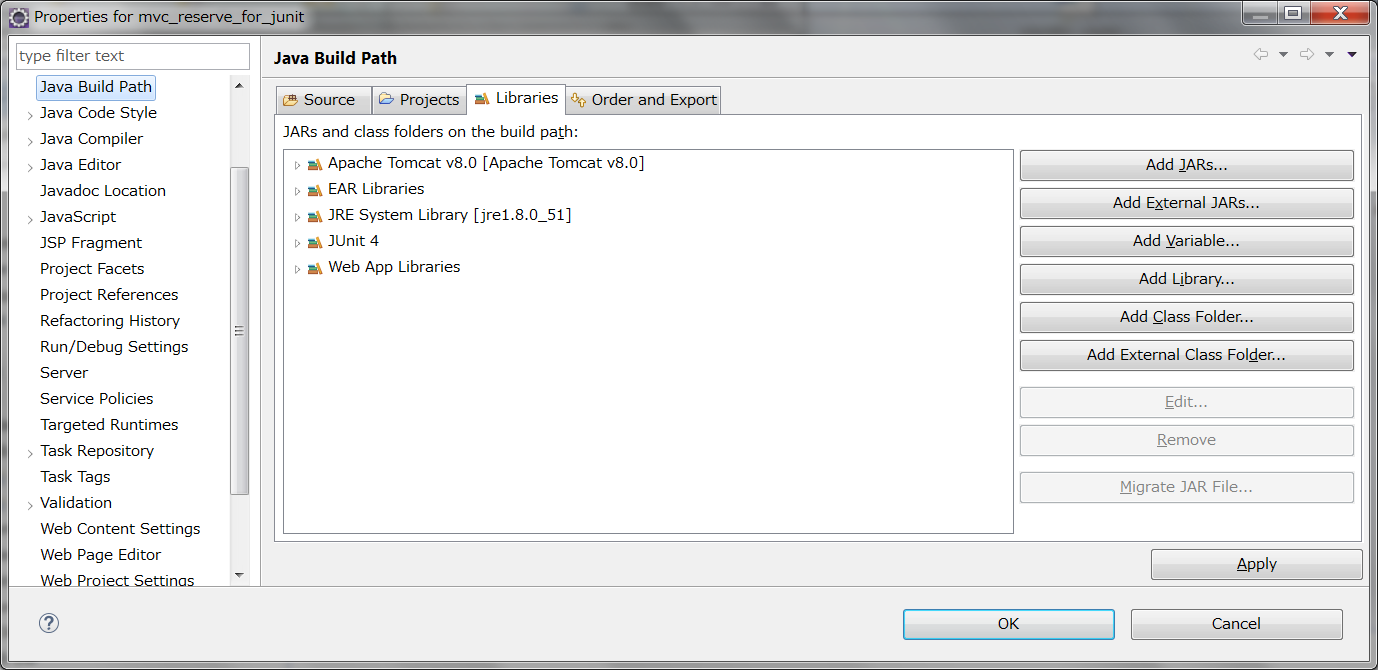 Properties for mvc_reserve_for_junit
type filter text
Java Build Path
Java Code Style
Java Compiler
Java Editor
Javadoc Location
JavaScript
JSP Fragment
Project Facets
Project References
Refactoring History
Run/Debug Settings
Server
Service Policies
Targeted Runtimes
Task Repository
Task Tags
Validation
Web Content Settings
Web Page Editor
Web Project Settings
Java Build Path
Source Projects Libraries Order and Export
JARs and class folders on the build path:
Apache Tomcat v8.0 [Apache Tomcat v8.0]
EAR Libraries
JRE System Library [jre1.8.0_51]
JUnit 4
Web App Libraries
Add JARs...
Add External JARs...
Add Variable...
Add Library...
Add Class Folder...
Add External Class Folder...
Edit...
Remove
Migrate JAR File...
Apply
OK Cancel